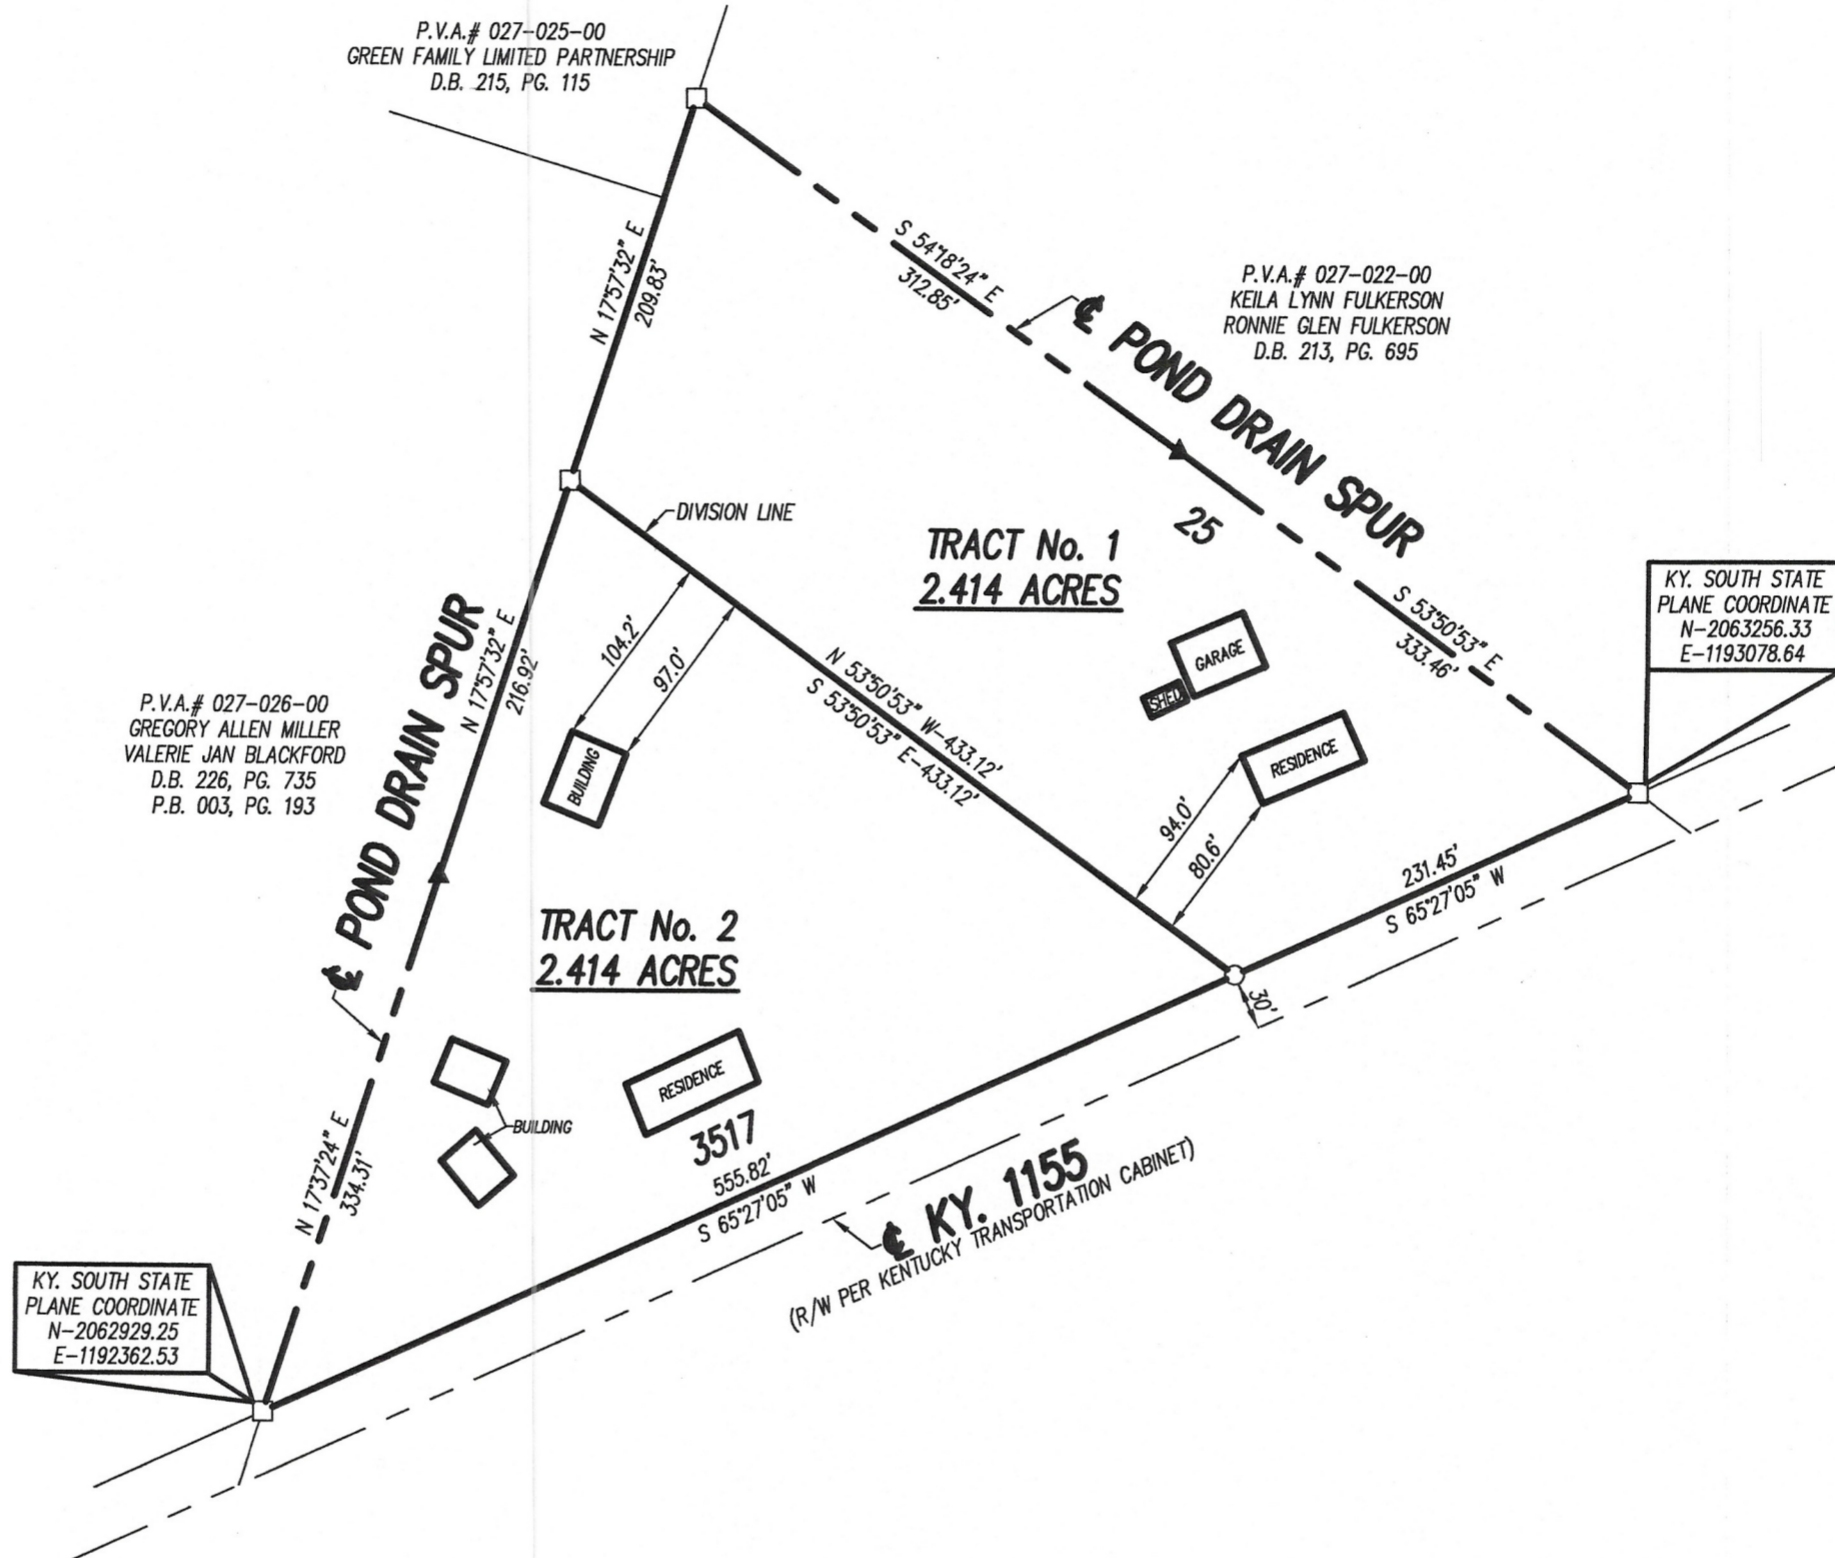 P.V.A.# 027-025-00
GREEN FAMILY LIMITED PARTNERSHIP
D.B. 215, PG. 115
N 17°57'32" E
209.83'
S 54°18'24" E
312.85'
P.V.A.# 027-022-00
KEILA LYNN FULKERSON
RONNIE GLEN FULKERSON
D.B. 213, PG. 695
℄ POND DRAIN SPUR
DIVISION LINE
25
TRACT No. 1
2.414 ACRES
KY. SOUTH STATE
PLANE COORDINATE
N-2063256.33
E-1193078.64
S 53°50'53" E
333.46'
GARAGE
SHED
RESIDENCE
104.2'
97.0'
N 53°50'53" W-433.12'
S 53°50'53" E-433.12'
N 17°57'32" E
216.92'
P.V.A.# 027-026-00
GREGORY ALLEN MILLER
VALERIE JAN BLACKFORD
D.B. 226, PG. 735
P.B. 003, PG. 193
℄ POND DRAIN SPUR
BUILDING
94.0'
80.6'
231.45'
S 65°27'05" W
TRACT No. 2
2.414 ACRES
30'
RESIDENCE
BUILDING
3517
555.82'
S 65°27'05" W
N 17°37'24" E
334.31'
℄ KY. 1155
(R/W PER KENTUCKY TRANSPORTATION CABINET)
KY. SOUTH STATE
PLANE COORDINATE
N-2062929.25
E-1192362.53